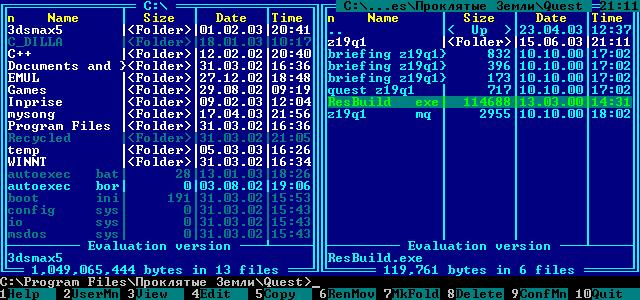 C:\ C:\...es\Проклятые Земли\Quest 21:11
n Name Size Date Time n Name Size Date Time
3dsmax5 <Folder> 01.02.03 20:41 .. < Up > 23.04.03 12:37
C_DILLA <Folder> 18.01.03 10:17 z19q1 <Folder> 15.06.03 21:11
C++ <Folder> 12.02.02 20:40 briefing z19q1 832 10.10.00 17:02
Documents and <Folder> 31.03.02 16:36 briefing z19q1 396 10.10.00 17:02
EMUL <Folder> 27.12.02 18:48 briefing z19q1 173 10.10.00 17:02
Games <Folder> 29.08.02 09:19 quest z19q1 717 10.10.00 17:02
Inprise <Folder> 09.02.03 12:04 ResBuild exe 114688 13.03.00 14:31
mysong <Folder> 17.04.03 21:56 z19q1 mq 2955 10.10.00 18:02
Program Files <Folder> 31.03.02 16:36
Recycled <Folder> 31.03.02 21:05
temp <Folder> 05.03.03 16:26
WINNT <Folder> 31.03.02 16:34
autoexec bat 28 13.01.03 18:26
autoexec bor 0 03.08.02 19:06
boot ini 191 31.03.02 15:53
config sys 0 31.03.02 15:43
io sys 0 31.03.02 15:43
msdos sys 0 31.03.02 15:43
Evaluation version Evaluation version
3dsmax5 ResBuild.exe
1,049,065,444 bytes in 13 files 119,761 bytes in 6 files
C:\Program Files\Проклятые Земли\Quest>
1Help 2UserMn 3View 4Edit 5Copy 6RenMov 7MkFold 8Delete 9ConfMn 10Quit